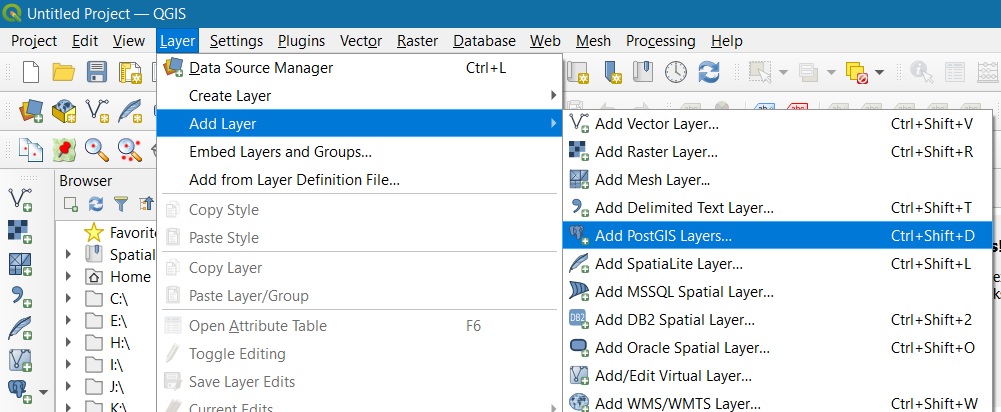 Untitled Project — QGIS
Project Edit View Layer Settings Plugins Vector Raster Database Web Mesh Processing Help
Data Source Manager Ctrl+L
Create Layer
Add Layer
Embed Layers and Groups...
Add from Layer Definition File...
Copy Style
Paste Style
Copy Layer
Paste Layer/Group
Open Attribute Table F6
Toggle Editing
Save Layer Edits
Current Edits
Add Vector Layer... Ctrl+Shift+V
Add Raster Layer... Ctrl+Shift+R
Add Mesh Layer...
Add Delimited Text Layer... Ctrl+Shift+T
Add PostGIS Layers... Ctrl+Shift+D
Add SpatiaLite Layer... Ctrl+Shift+L
Add MSSQL Spatial Layer...
Add DB2 Spatial Layer... Ctrl+Shift+2
Add Oracle Spatial Layer... Ctrl+Shift+O
Add/Edit Virtual Layer...
Add WMS/WMTS Layer... Ctrl+Shift+W
Browser
Favorite
Spatial
Home
C:\
E:\
H:\
I:\
J:\
K:\